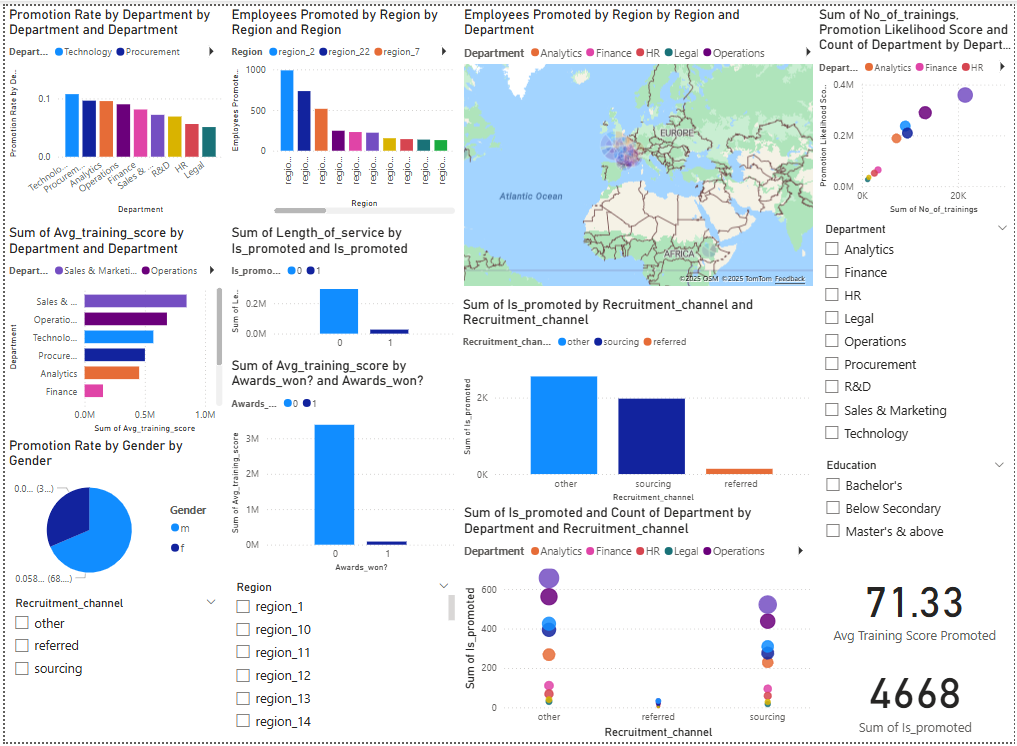 Promotion Rate by Department by
Department and Department
Depart... Technology Procurement
Promotion Rate by De...
0.1
0.0
Technolo...
Procurem...
Analytics
Operations
Finance
Sales & ...
R&D
HR
Legal
Department
Employees Promoted by Region by
Region and Region
Region region_2 region_22 region_7
Employees Promote...
1000
500
0
regio... regio... regio... regio... regio... regio... regio... regio... regio... regio...
Region
Employees Promoted by Region by Region and
Department
Department Analytics Finance HR Legal Operations
EUROPE
Atlantic Ocean
AFRICA
©2025 OSM ©2025 TomTom Feedback
Sum of No_of_trainings,
Promotion Likelihood Score and
Count of Department by Depart...
Depart... Analytics Finance HR
Promotion Likelihood Sco...
0.4M
0.2M
0.0M
0K 20K
Sum of No_of_trainings
Sum of Avg_training_score by
Department and Department
Depart... Sales & Marketi... Operations
Department
Sales & ...
Operatio...
Technolo...
Procure...
Analytics
Finance
0.0M 0.5M 1.0M
Sum of Avg_training_score
Sum of Length_of_service by
Is_promoted and Is_promoted
Is_promo... 0 1
Sum of Le...
0.2M
0.0M
0 1
Sum of Avg_training_score by
Awards_won? and Awards_won?
Awards_... 0 1
Sum of Avg_training_score
3M
2M
1M
0M
0 1
Awards_won?
Sum of Is_promoted by Recruitment_channel and
Recruitment_channel
Recruitment_chan... other sourcing referred
Sum of Is_promoted
2K
0K
other sourcing referred
Recruitment_channel
Department
Analytics
Finance
HR
Legal
Operations
Procurement
R&D
Sales & Marketing
Technology
Education
Bachelor's
Below Secondary
Master's & above
Promotion Rate by Gender by
Gender
0.0... (3...)
0.058... (68....)
Gender
m
f
Recruitment_channel
other
referred
sourcing
Region
region_1
region_10
region_11
region_12
region_13
region_14
Sum of Is_promoted and Count of Department by
Department and Recruitment_channel
Department Analytics Finance HR Legal Operations
Sum of Is_promoted
600
400
200
0
other referred sourcing
Recruitment_channel
71.33
Avg Training Score Promoted
4668
Sum of Is_promoted